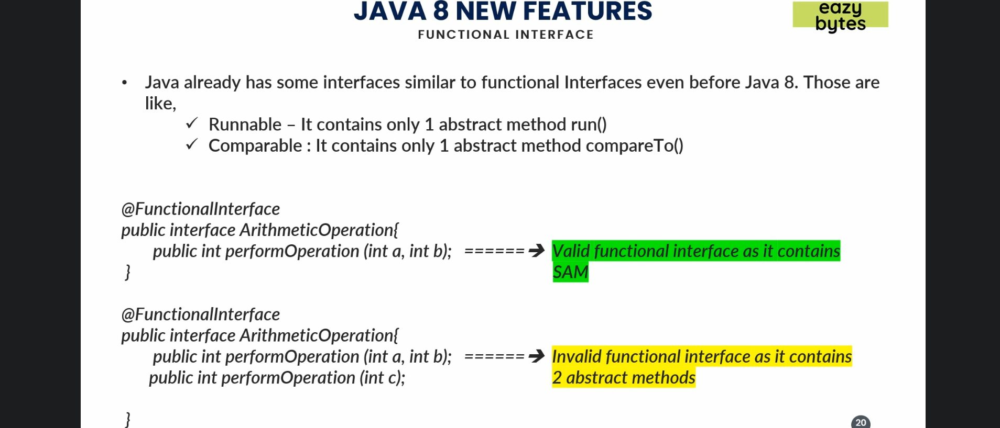 JAVA 8 NEW FEATURES
eazy
bytes
FUNCTIONAL INTERFACE
• Java already has some interfaces similar to functional Interfaces even before Java 8. Those are
like,
✓ Runnable – It contains only 1 abstract method run()
✓ Comparable : It contains only 1 abstract method compareTo()
@FunctionalInterface
public interface ArithmeticOperation{
public int performOperation (int a, int b); ======➔ Valid functional interface as it contains
SAM
}
@FunctionalInterface
public interface ArithmeticOperation{
public int performOperation (int a, int b); ======➔ Invalid functional interface as it contains
public int performOperation (int c); 2 abstract methods
}
20